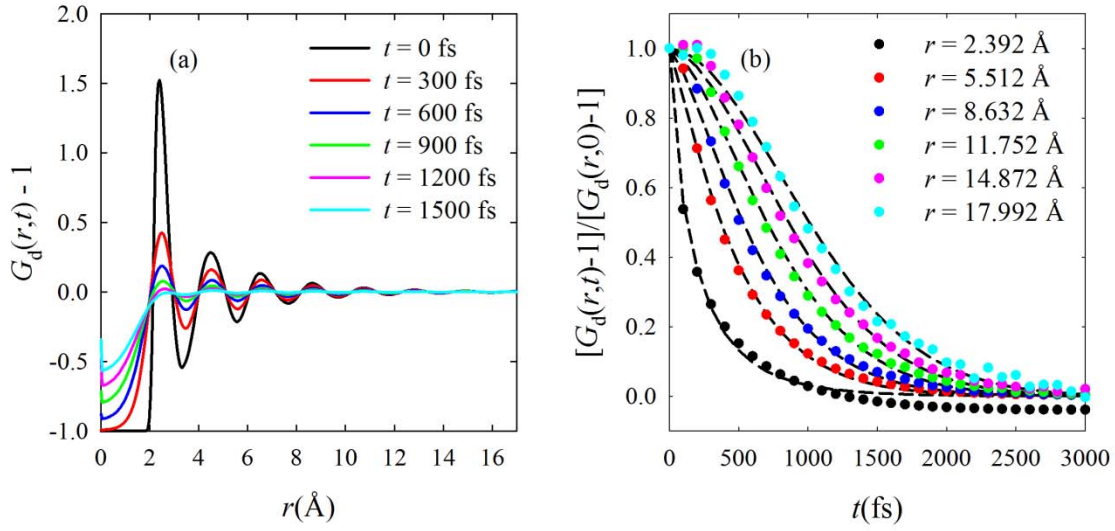 (a)
2.0
1.5
1.0
0.5
0.0
-0.5
-1.0
G_d(r,t) - 1
0 2 4 6 8 10 12 14 16
r(Å)
t = 0 fs
t = 300 fs
t = 600 fs
t = 900 fs
t = 1200 fs
t = 1500 fs
(b)
1.0
0.8
0.6
0.4
0.2
0.0
[G_d(r,t)-1]/[G_d(r,0)-1]
0 500 1000 1500 2000 2500 3000
t(fs)
r = 2.392 Å
r = 5.512 Å
r = 8.632 Å
r = 11.752 Å
r = 14.872 Å
r = 17.992 Å